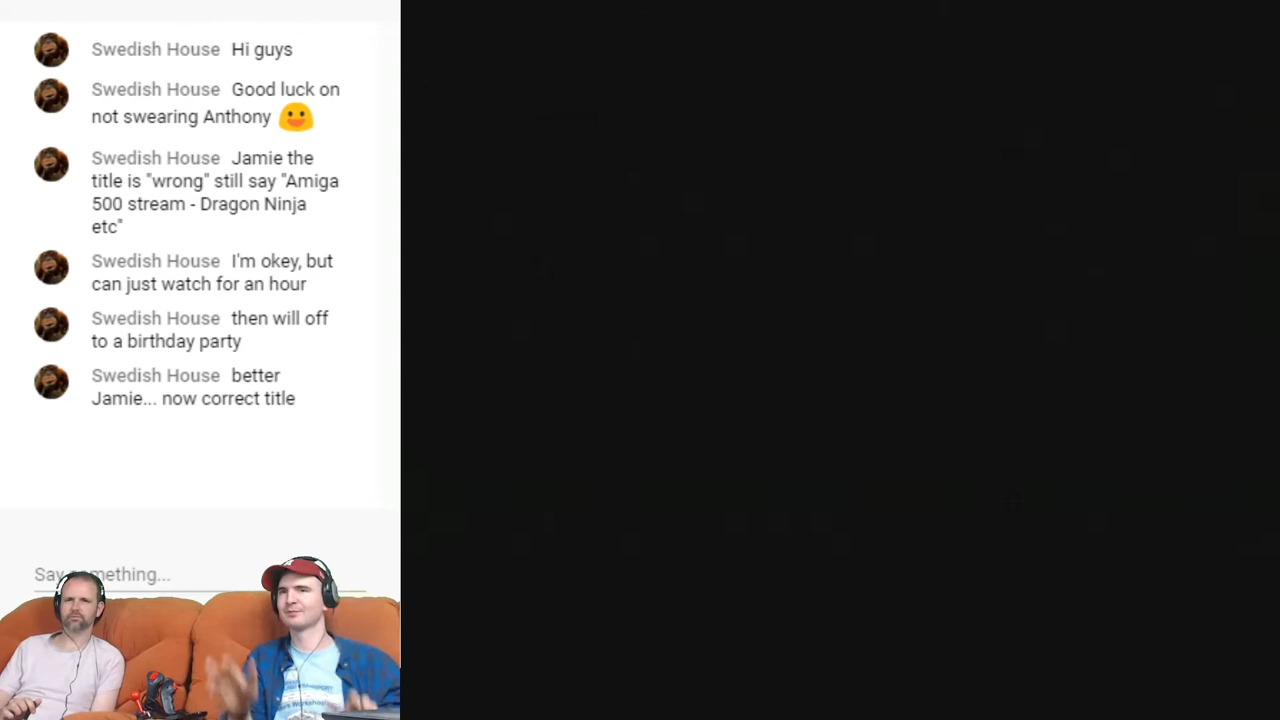 Swedish House Hi guys
Swedish House Good luck on
not swearing Anthony
Swedish House Jamie the
title is "wrong" still say "Amiga
500 stream - Dragon Ninja
etc"
Swedish House I'm okey, but
can just watch for an hour
Swedish House then will off
to a birthday party
Swedish House better
Jamie... now correct title
Say something...